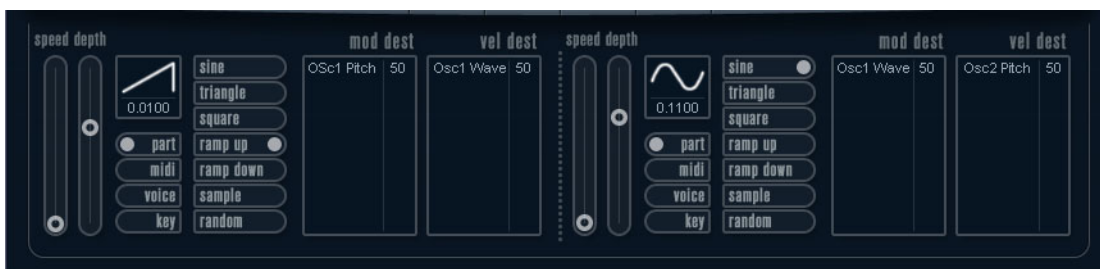 speed depth mod dest vel dest speed depth mod dest vel dest
sine OSc1 Pitch 50 Osc1 Wave 50 sine Osc1 Wave 50 Osc2 Pitch 50
triangle triangle
0.0100 0.1100
square square
part ramp up part ramp up
midi ramp down midi ramp down
voice sample voice sample
key random key random